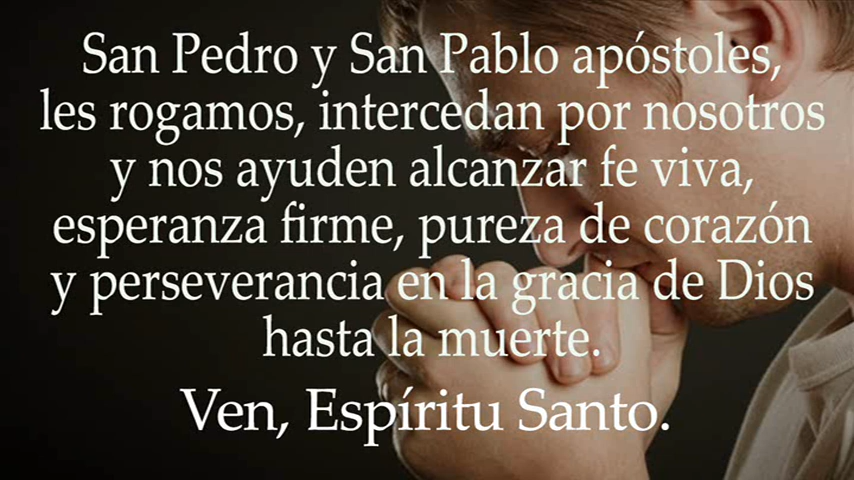 San Pedro y San Pablo apóstoles,
les rogamos, intercedan por nosotros
y nos ayuden alcanzar fe viva,
esperanza firme, pureza de corazón
y perseverancia en la gracia de Dios
hasta la muerte.
Ven, Espíritu Santo.